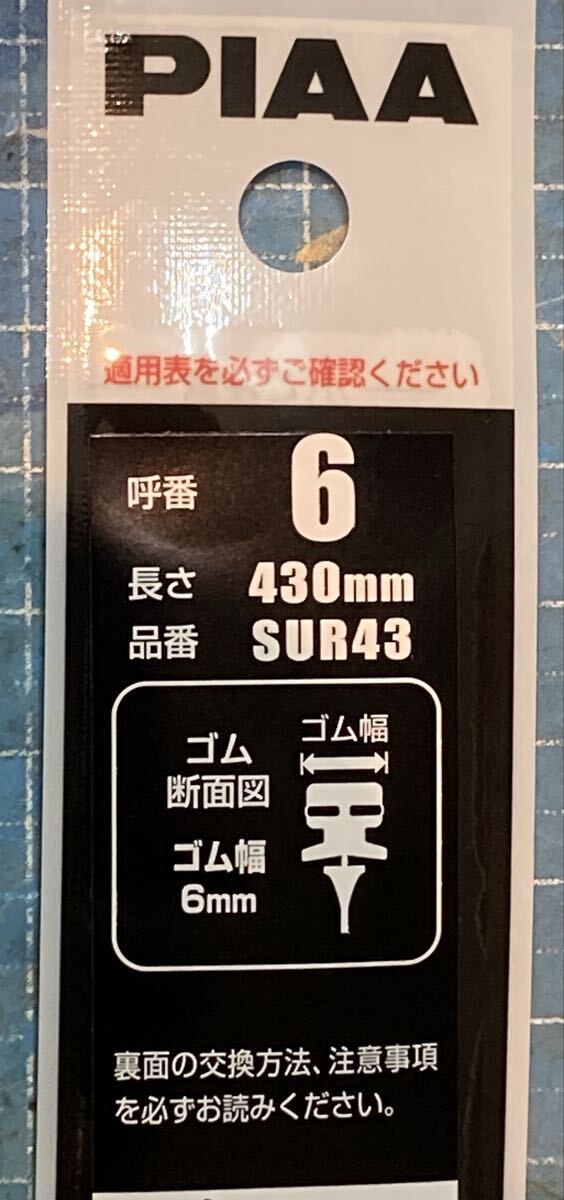 PIAA
適用表を必ずご確認ください
呼番 6
長さ 430mm
品番 SUR43
ゴム幅
ゴム
断面図
ゴム幅
6mm
裏面の交換方法、注意事項
を必ずお読みください。